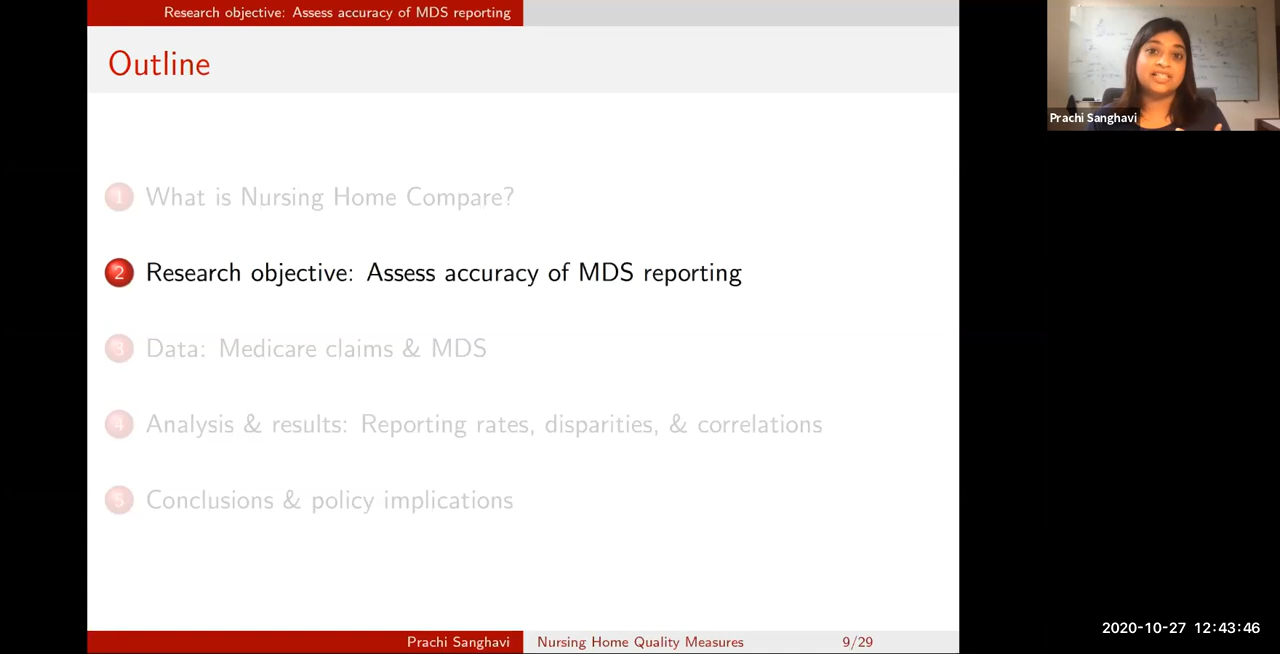 Research objective: Assess accuracy of MDS reporting
Outline
Prachi Sanghavi
1 What is Nursing Home Compare?
2 Research objective: Assess accuracy of MDS reporting
3 Data: Medicare claims & MDS
4 Analysis & results: Reporting rates, disparities, & correlations
5 Conclusions & policy implications
Prachi Sanghavi Nursing Home Quality Measures 9/29
2020-10-27 12:43:46